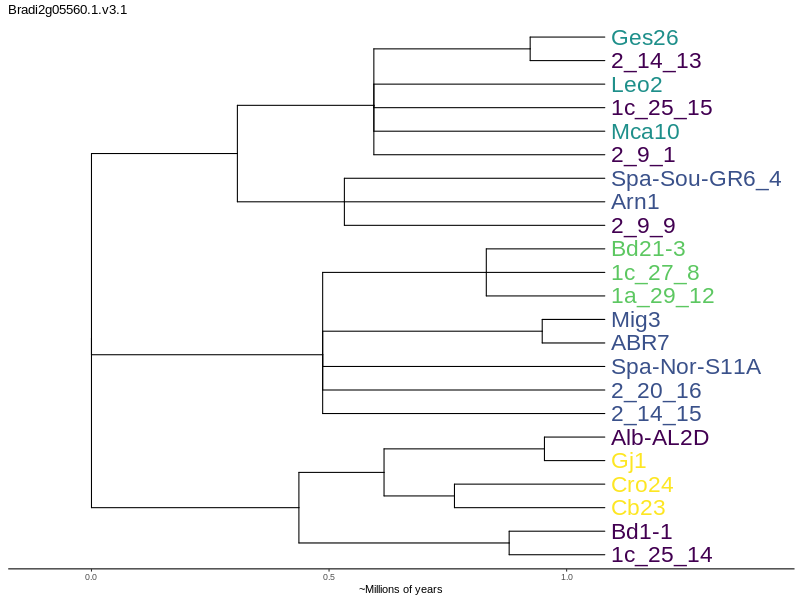 Bradi2g05560.1.v3.1
Ges26
2_14_13
Leo2
1c_25_15
Mca10
2_9_1
Spa-Sou-GR6_4
Arn1
2_9_9
Bd21-3
1c_27_8
1a_29_12
Mig3
ABR7
Spa-Nor-S11A
2_20_16
2_14_15
Alb-AL2D
Gj1
Cro24
Cb23
Bd1-1
1c_25_14
0.0 0.5 1.0
~Millions of years